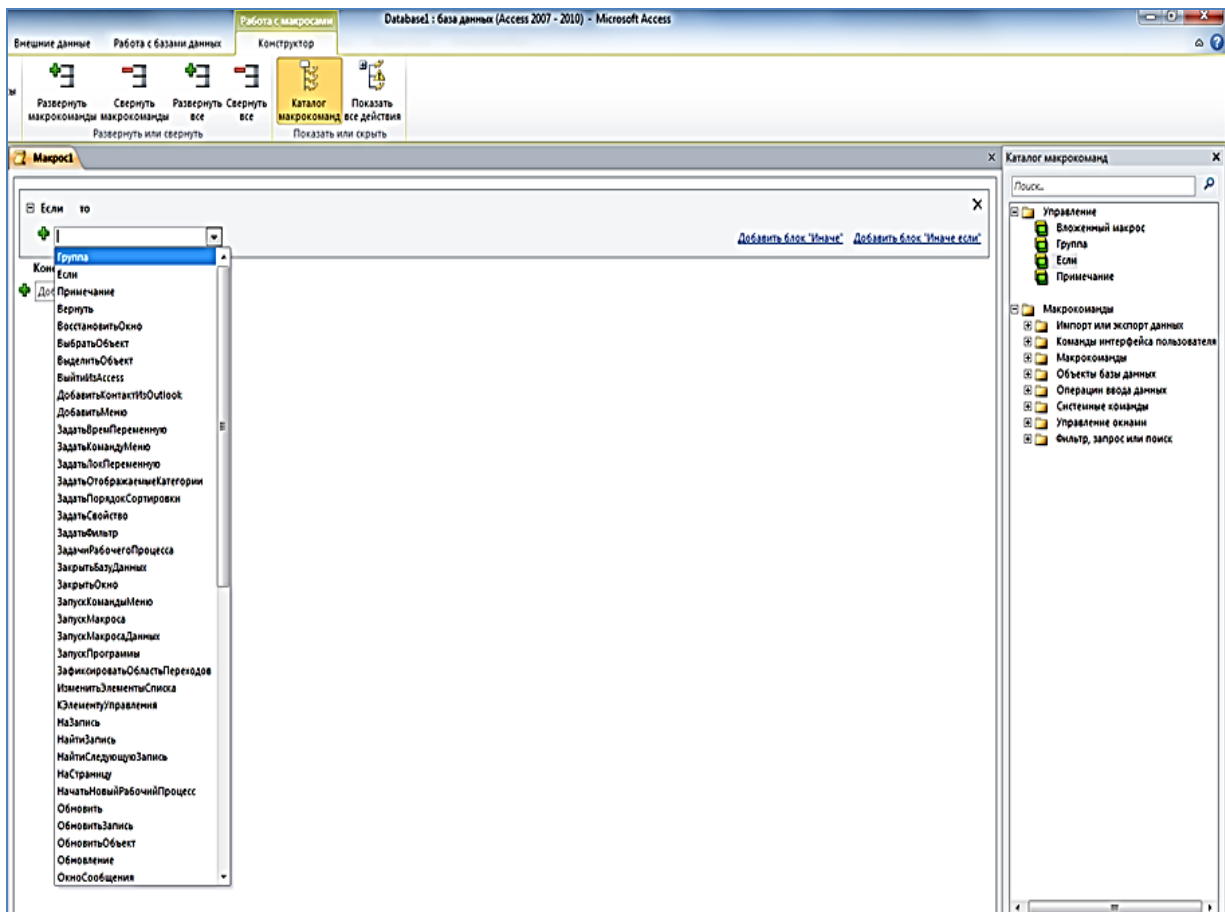 Работа с макросами
Database1 : база данных (Access 2007 - 2010) - Microsoft Access
Внешние данные
Работа с базами данных
Конструктор
Развернуть макрокоманды
Свернуть макрокоманды
Развернуть все
Свернуть все
Каталог макрокоманд
Показать все действия
Развернуть или свернуть
Показать или скрыть
Макрос1
Если то
Добавить блок "Иначе" Добавить блок "Иначе если"
Группа
Если
Примечание
Вернуть
ВосстановитьОкно
ВыбратьОбъект
ВыделитьОбъект
ВыйтиИзAccess
ДобавитьКонтактИзOutlook
ДобавитьМеню
ЗадатьВремПеременную
ЗадатьКомандуМеню
ЗадатьЛокПеременную
ЗадатьОтображаемыеКатегории
ЗадатьПорядокСортировки
ЗадатьСвойство
ЗадатьФильтр
ЗадачиРабочегоПроцесса
ЗакрытьБазуДанных
ЗакрытьОкно
ЗапускКомандыМеню
ЗапускМакроса
ЗапускМакросаДанных
ЗапускПрограммы
ЗафиксироватьОбластьПереходов
ИзменитьЭлементыСписка
КЭлементуУправления
НаЗапись
НайтиЗапись
НайтиСледующуюЗапись
НаСтраницу
НачатьНовыйРабочийПроцесс
Обновить
ОбновитьЗапись
ОбновитьОбъект
Обновление
ОкноСообщения
Каталог макрокоманд
Поиск...
Управление
Вложенный макрос
Группа
Если
Примечание
Макрокоманды
Импорт или экспорт данных
Команды интерфейса пользователя
Макрокоманды
Объекты базы данных
Операции ввода данных
Системные команды
Управление окнами
Фильтр, запрос или поиск